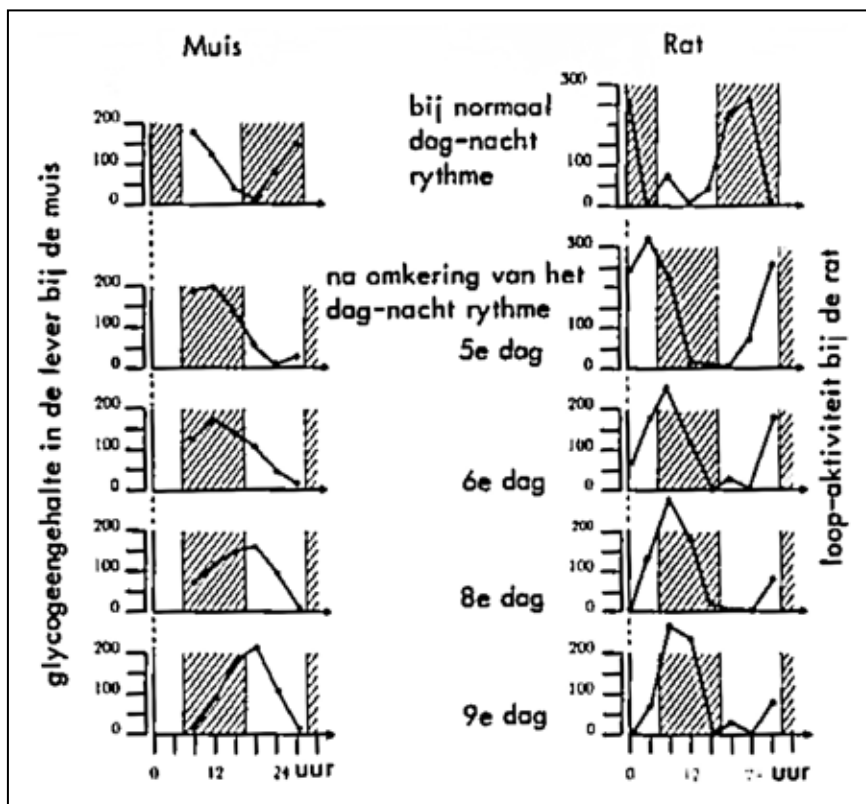 Muis
Rat
glycogeengehalte in de lever bij de muis
loop-aktiviteit bij de rat
bij normaal
dag-nacht
rythme
na omkering van het
dag-nacht rythme
5e dag
6e dag
8e dag
9e dag
200
100
0
200
100
0
200
100
0
200
100
0
200
100
0
0 12 24 uur
300
200
100
0
300
200
100
0
200
100
0
200
100
0
200
100
0
0 12 uur